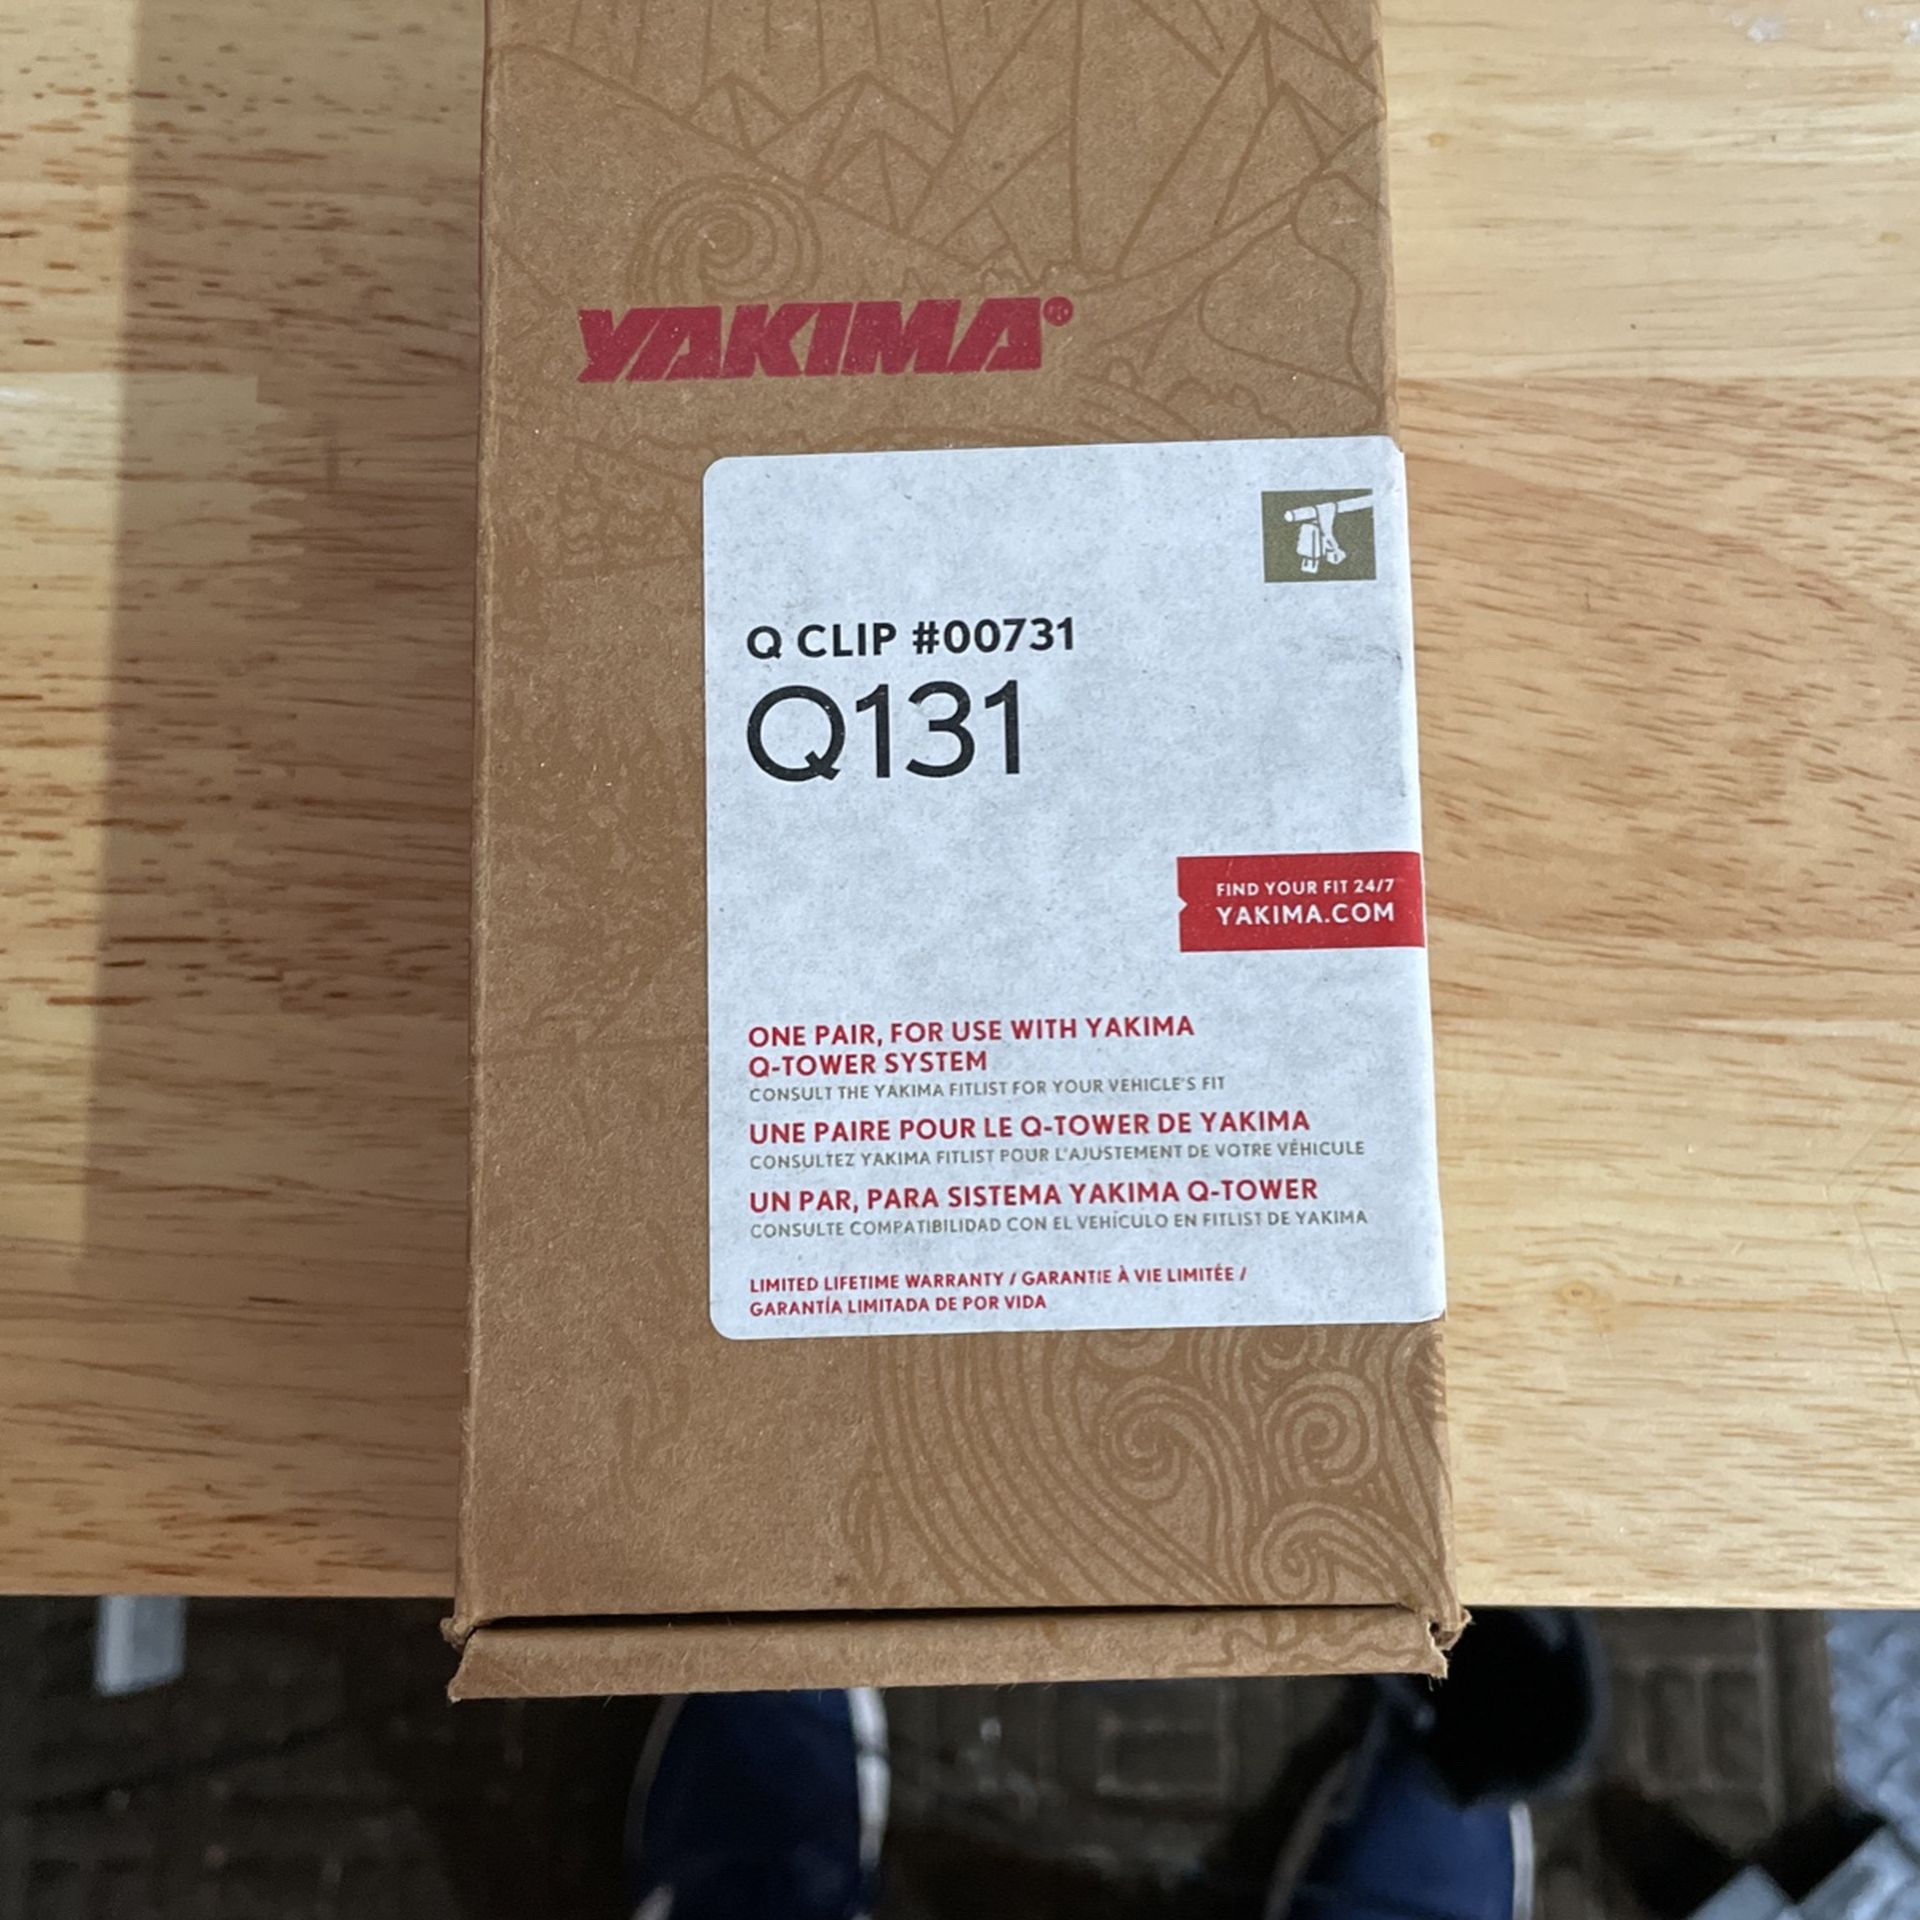 YAKIMA®
Q CLIP #00731
Q131
FIND YOUR FIT 24/7
YAKIMA.COM
ONE PAIR, FOR USE WITH YAKIMA
Q-TOWER SYSTEM
CONSULT THE YAKIMA FITLIST FOR YOUR VEHICLE'S FIT
UNE PAIRE POUR LE Q-TOWER DE YAKIMA
CONSULTEZ YAKIMA FITLIST POUR L'AJUSTEMENT DE VOTRE VÉHICULE
UN PAR, PARA SISTEMA YAKIMA Q-TOWER
CONSULTE COMPATIBILIDAD CON EL VEHÍCULO EN FITLIST DE YAKIMA
LIMITED LIFETIME WARRANTY / GARANTIE À VIE LIMITÉE /
GARANTÍA LIMITADA DE POR VIDA